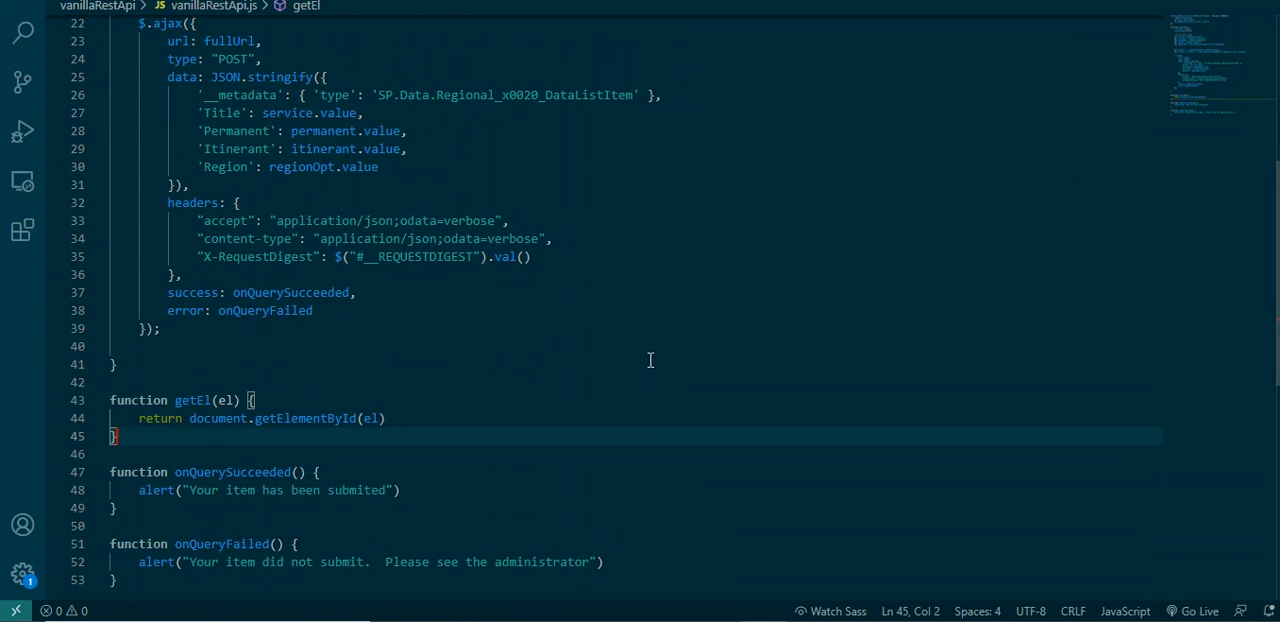 vanillaRestApi > JS vanillaRestApi.js > getEl
22 $.ajax({
23 url: fullUrl,
24 type: "POST",
25 data: JSON.stringify({
26 '__metadata': { 'type': 'SP.Data.Regional_x0020_DataListItem' },
27 'Title': service.value,
28 'Permanent': permanent.value,
29 'Itinerant': itinerant.value,
30 'Region': regionOpt.value
31 }),
32 headers: {
33 "accept": "application/json;odata=verbose",
34 "content-type": "application/json;odata=verbose",
35 "X-RequestDigest": $("#__REQUESTDIGEST").val()
36 },
37 success: onQuerySucceeded,
38 error: onQueryFailed
39 });
40
41 }
42
43 function getEl(el) {
44 return document.getElementById(el)
45 }
46
47 function onQuerySucceeded() {
48 alert("Your item has been submited")
49 }
50
51 function onQueryFailed() {
52 alert("Your item did not submit.  Please see the administrator")
53 }
1
0 0 Watch Sass Ln 45, Col 2 Spaces: 4 UTF-8 CRLF JavaScript Go Live